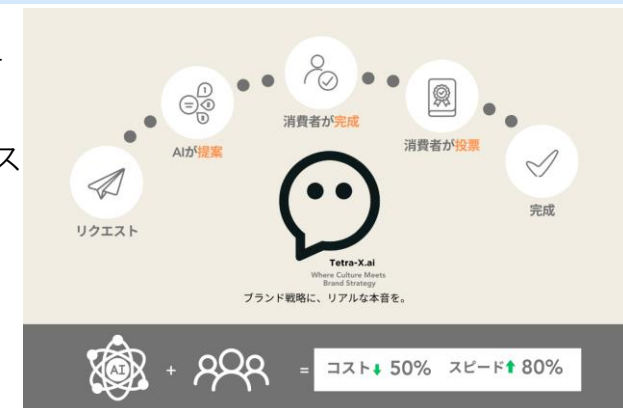 ス
リクエスト
AIが提案
消費者が完成
消費者が投票
完成
Tetra-X.ai
Where Culture Meets
Brand Strategy
ブランド戦略に、リアルな本音を。
AI + = コスト↓ 50% スピード↑ 80%